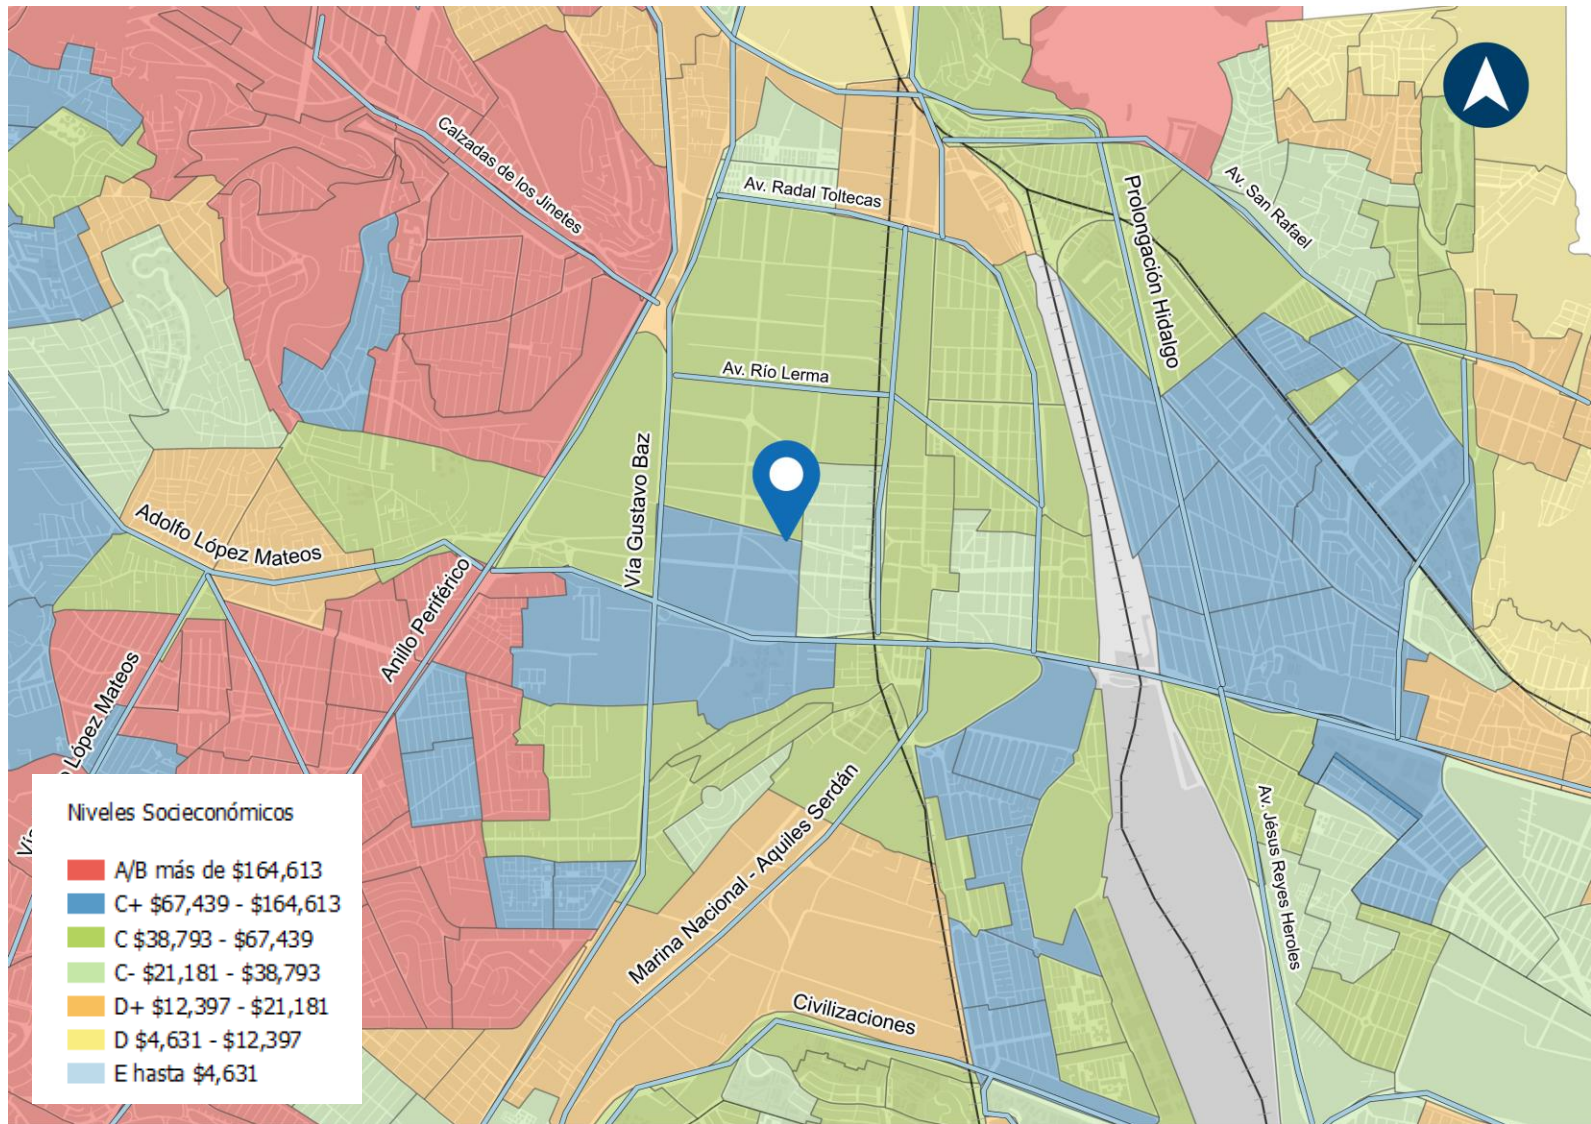 Calzadas de los Jinetes
Av. Radal Toltecas
Prolongación Hidalgo
Av. San Rafael
Av. Río Lerma
Vía Gustavo Baz
Adolfo López Mateos
Anillo Periférico
o López Mateos
Vía
Marina Nacional - Aquiles Serdán
Av. Jésus Reyes Heroles
Civilizaciones
Niveles Socieconómicos
A/B más de $164,613
C+ $67,439 - $164,613
C $38,793 - $67,439
C- $21,181 - $38,793
D+ $12,397 - $21,181
D $4,631 - $12,397
E hasta $4,631